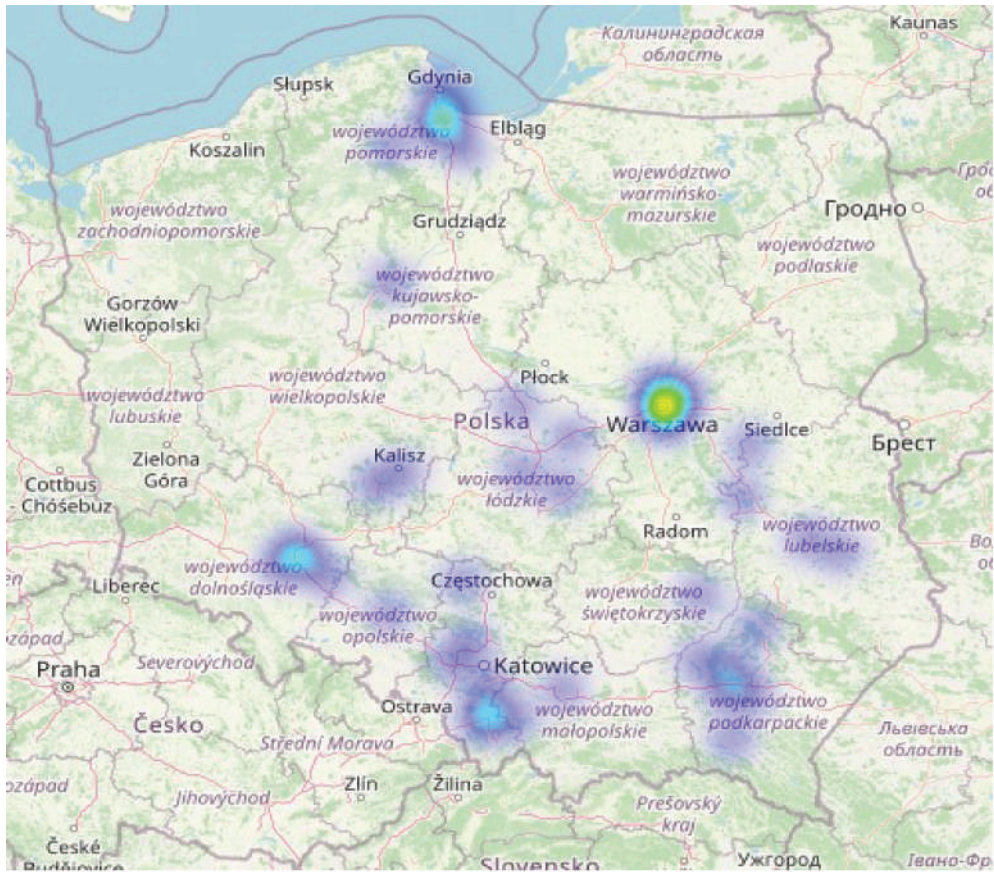 Kaunas
Калининградская
область
Gdynia
Słupsk
Elbląg
województwo
pomorskie
Koszalin
województwo
warmińsko-
mazurskie
Гродно
województwo
zachodniopomorskie
Grudziądz
województwo
podlaskie
województwo
kujawsko-
pomorskie
Gorzów
Wielkopolski
województwo
wielkopolskie
Płock
województwo
lubuskie
Polska
Warszawa
Siedlce
Брест
Zielona
Góra
Kalisz
województwo
łódzkie
Cottbus
- Chóśebuz
Radom
województwo
lubelskie
województwo
dolnośląskie
Liberec
Częstochowa
województwo
świętokrzyskie
województwo
opolskie
Praha
Severovýchod
Katowice
Ostrava
województwo
małopolskie
województwo
podkarpackie
Česko
Střední Morava
Львівська
область
Zlín
Žilina
Jihovýchod
Prešovský
kraj
České
Budějovice
Slovensko
Ужгород